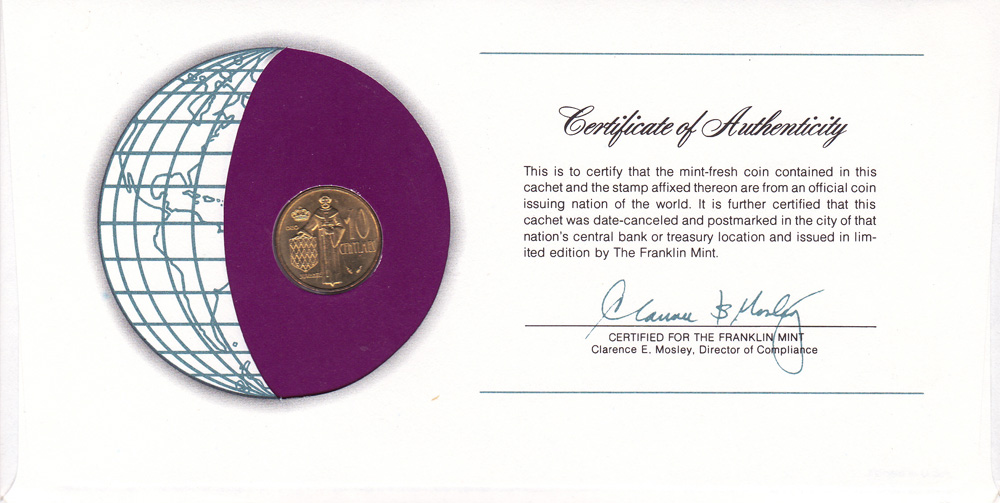 Certificate of Authenticity
This is to certify that the mint-fresh coin contained in this
cachet and the stamp affixed thereon are from an official coin
issuing nation of the world. It is further certified that this
cachet was date-canceled and postmarked in the city of that
nation's central bank or treasury location and issued in lim-
ited edition by The Franklin Mint.
10
CENTIMES
CERTIFIED FOR THE FRANKLIN MINT
Clarence E. Mosley, Director of Compliance